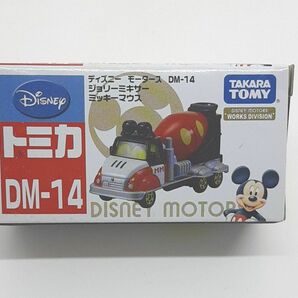 Disney
ディズニー モータース DM-14
ジョリーミキサー
ミッキーマウス
TAKARA
TOMY
DISNEY MOTORS
"WORKS DIVISION"
トミカ
DM-14
DISNEY MOTOR